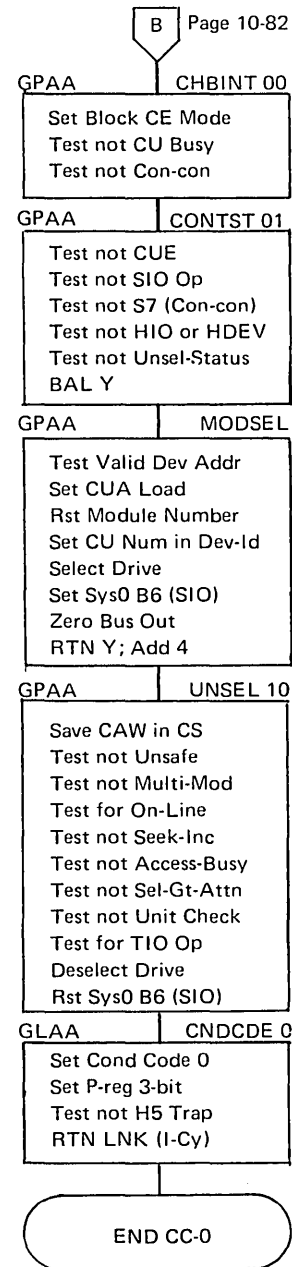 B Page 10-82
GPAA CHBINT 00
Set Block CE Mode
Test not CU Busy
Test not Con-con
GPAA CONTST 01
Test not CUE
Test not SIO Op
Test not S7 (Con-con)
Test not HIO or HDEV
Test not Unsel-Status
BAL Y
GPAA MODSEL
Test Valid Dev Addr
Set CUA Load
Rst Module Number
Set CU Num in Dev-Id
Select Drive
Set Sys0 B6 (SIO)
Zero Bus Out
RTN Y; Add 4
GPAA UNSEL 10
Save CAW in CS
Test not Unsafe
Test not Multi-Mod
Test for On-Line
Test not Seek-Inc
Test not Access-Busy
Test not Sel-Gt-Attn
Test not Unit Check
Test for TIO Op
Deselect Drive
Rst Sys0 B6 (SIO)
GLAA CNDCDE 0
Set Cond Code 0
Set P-reg 3-bit
Test not H5 Trap
RTN LNK (I-Cy)
END CC-0